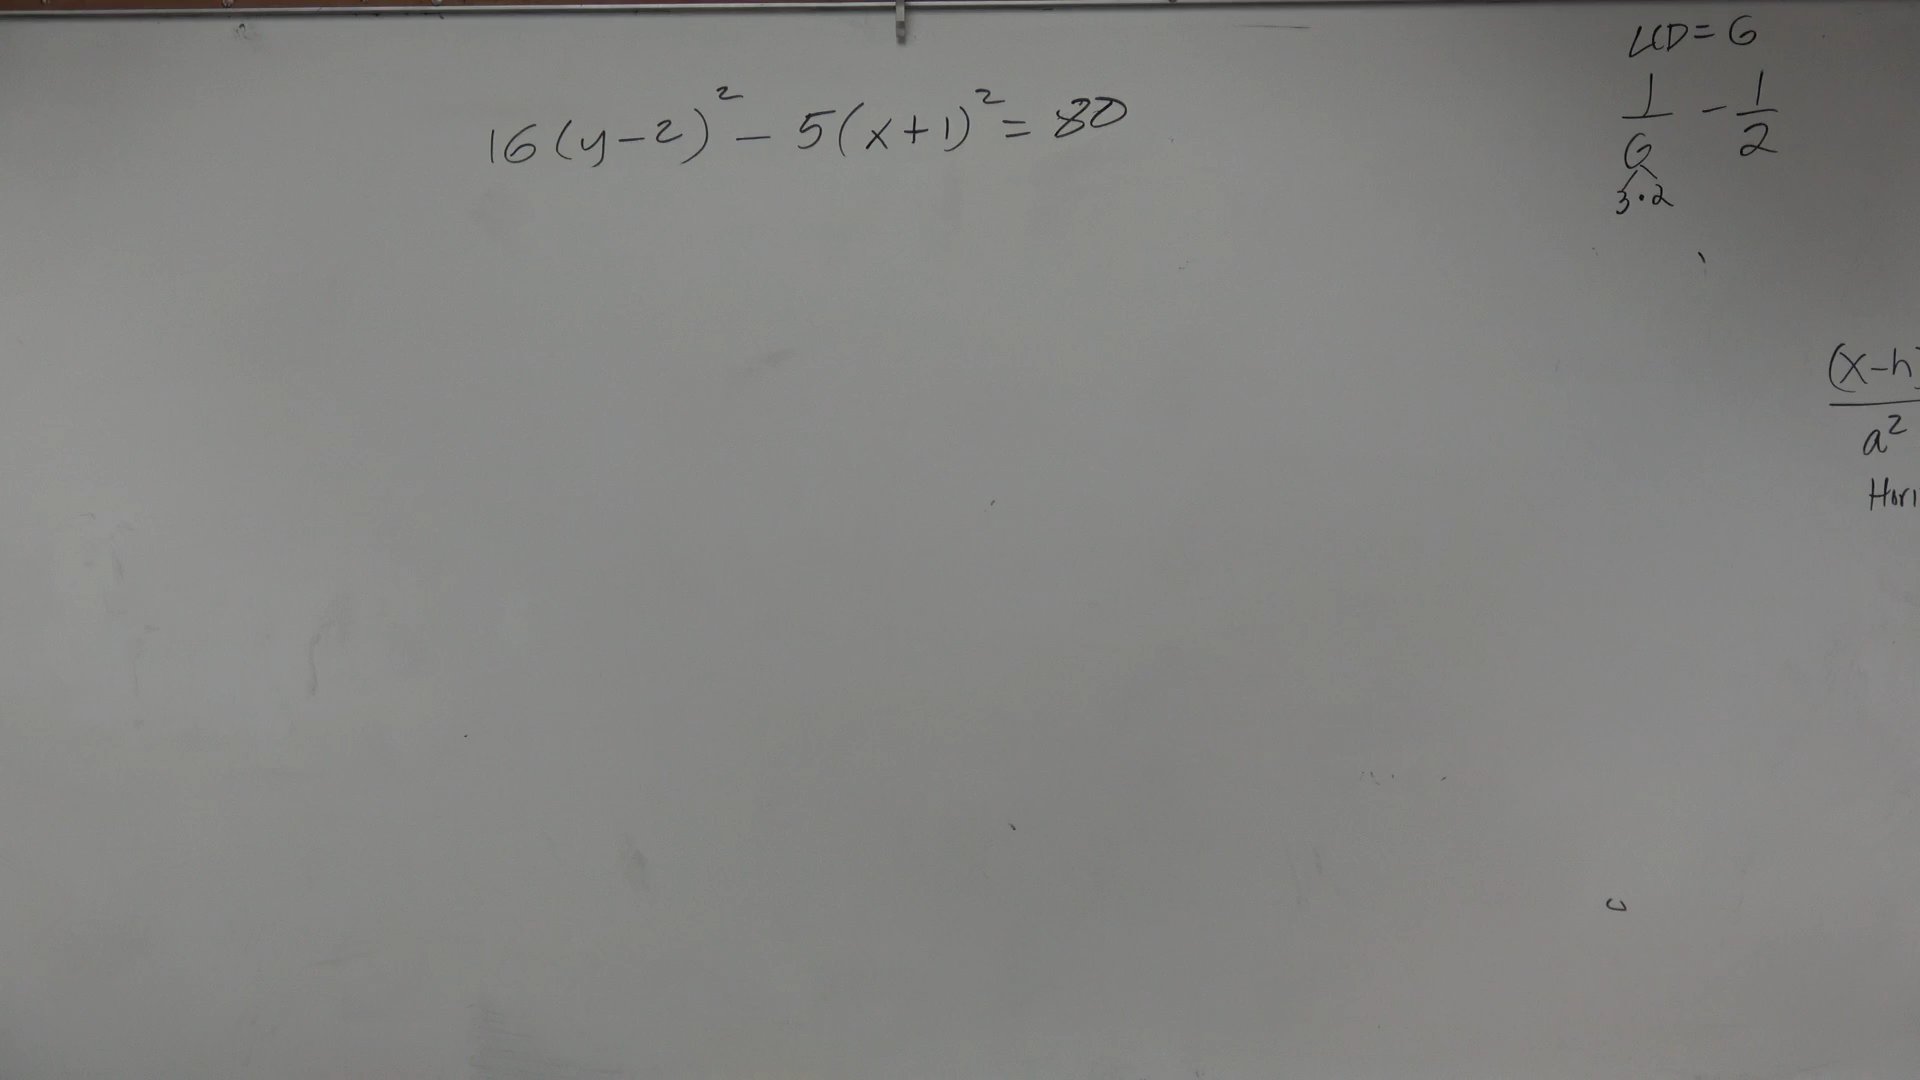 16(y-2)² - 5(x+1)² = 80
LCD = 6
1/6 - 1/2
3·2
(x-h)
a²
Hori